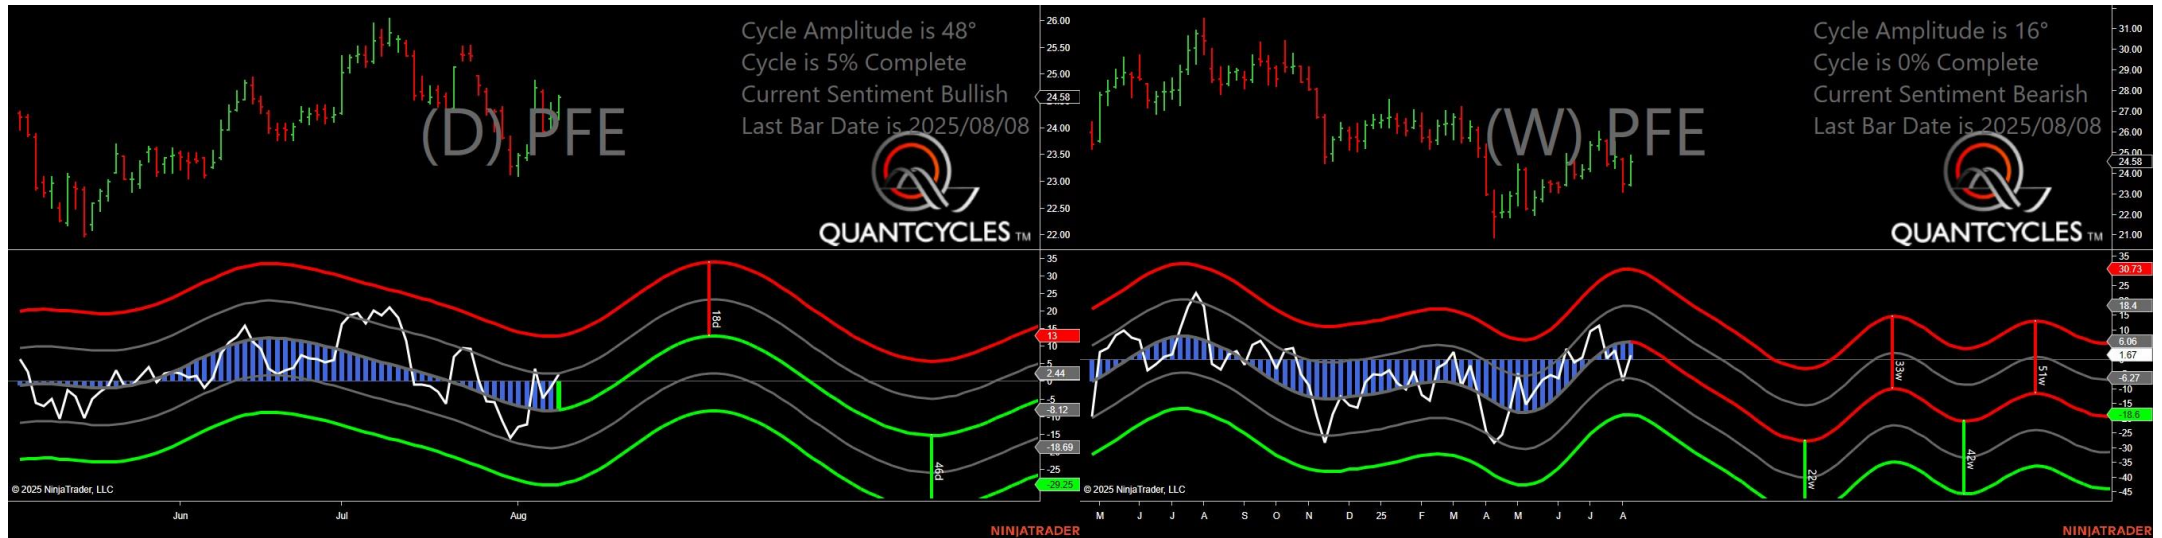 Cycle Amplitude is 48°
Cycle is 5% Complete
Current Sentiment Bullish
Last Bar Date is 2025/08/08
(D) PFE
QUANTCYCLES TM
26.00
25.50
25.00
24.58
24.00
23.50
23.00
22.50
22.00
35
30
25
20
15
13
10
5
2.44
0
-5
-8.12
-10
-15
-18.69
-25
-29.25
18d
46d
© 2025 NinjaTrader, LLC
Jun Jul Aug
NINJATRADER
Cycle Amplitude is 16°
Cycle is 0% Complete
Current Sentiment Bearish
Last Bar Date is 2025/08/08
(W) PFE
QUANTCYCLES TM
31.00
30.00
29.00
28.00
27.00
26.00
25.00
24.58
24.00
23.00
22.00
21.00
35
30.73
25
18.4
15
10
6.06
1.67
-6.27
-10
-15
-18.6
-25
-30
-35
-40
-45
33w
51w
22w
42w
© 2025 NinjaTrader, LLC
M J J A S O N D 25 F M A M J J A
NINJATRADER